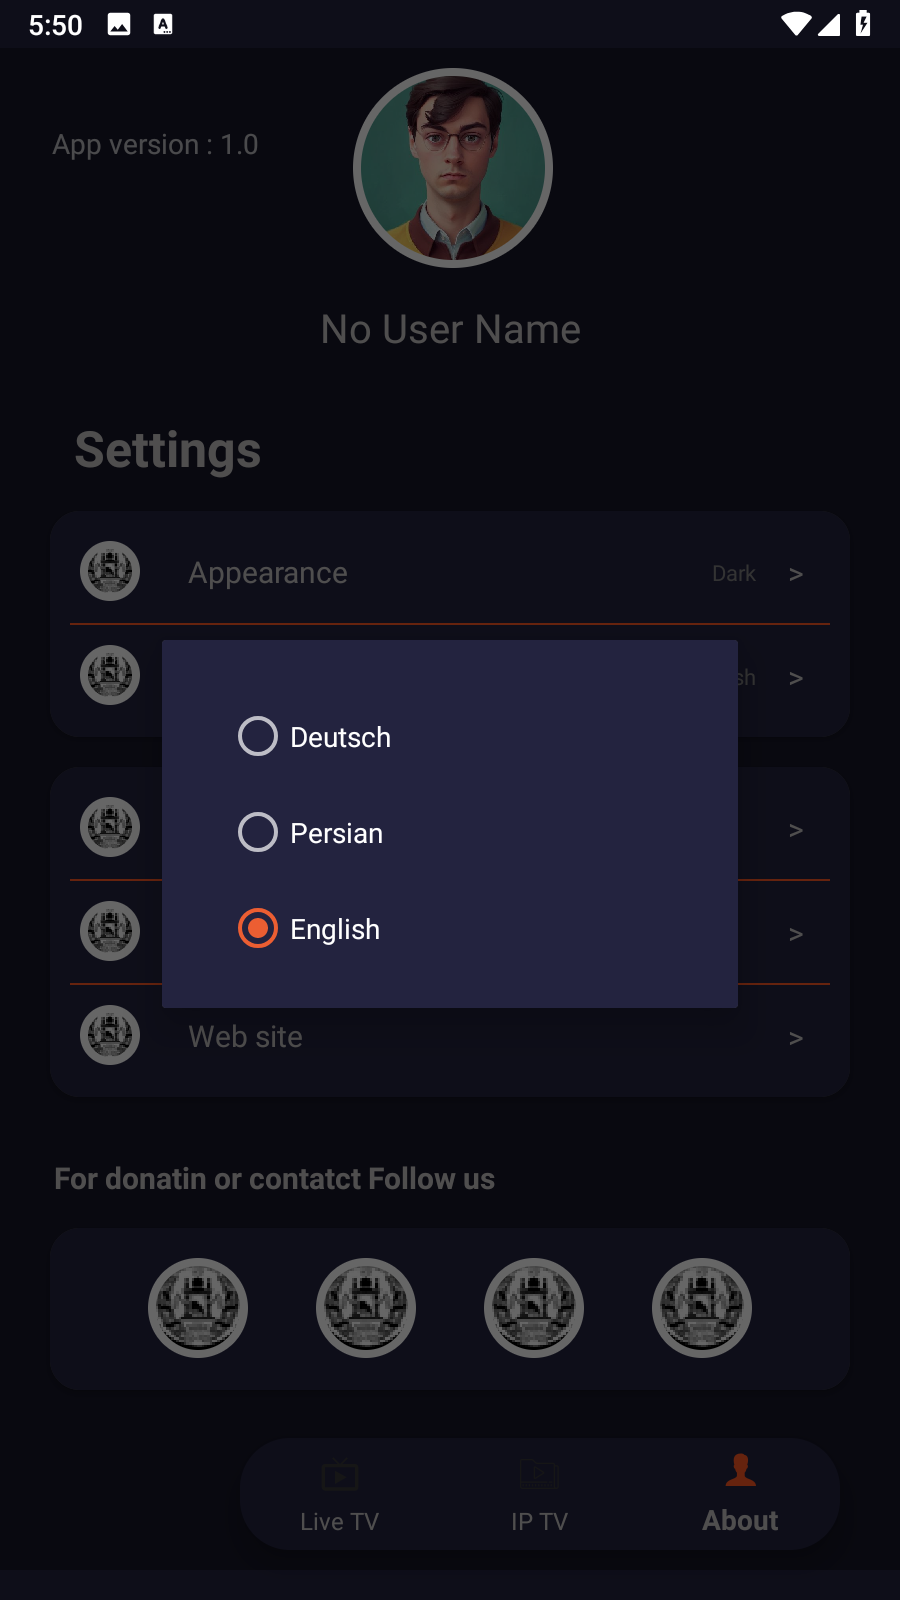 5:50
App version : 1.0
No User Name
Settings
Appearance
Dark >
sh >
Deutsch
>
Persian
>
English
Web site
>
For donatin or contatct Follow us
Live TV
IP TV
About